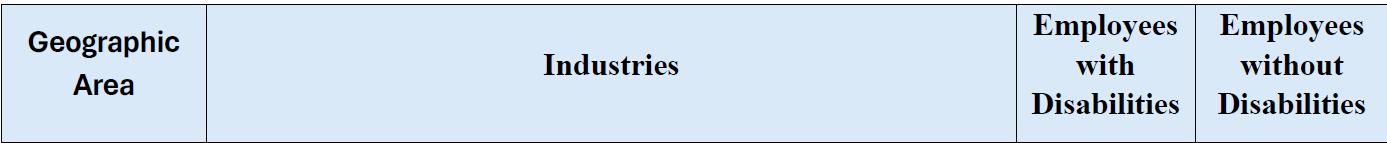 Geographic
Area
Industries
Employees
with
Disabilities
Employees
without
Disabilities